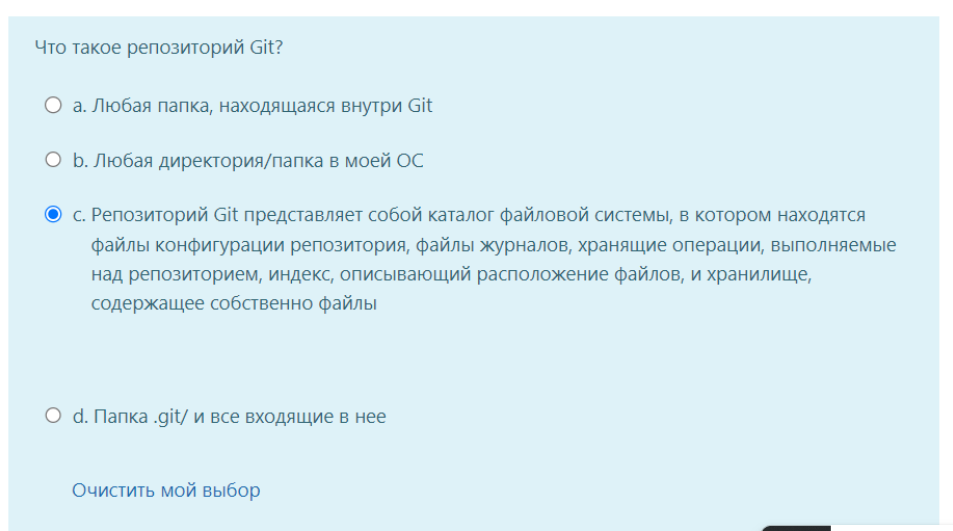 Что такое репозиторий Git?
a. Любая папка, находящаяся внутри Git
b. Любая директория/папка в моей ОС
c. Репозиторий Git представляет собой каталог файловой системы, в котором находятся
файлы конфигурации репозитория, файлы журналов, хранящие операции, выполняемые
над репозиторием, индекс, описывающий расположение файлов, и хранилище,
содержащее собственно файлы
d. Папка .git/ и все входящие в нее
Очистить мой выбор